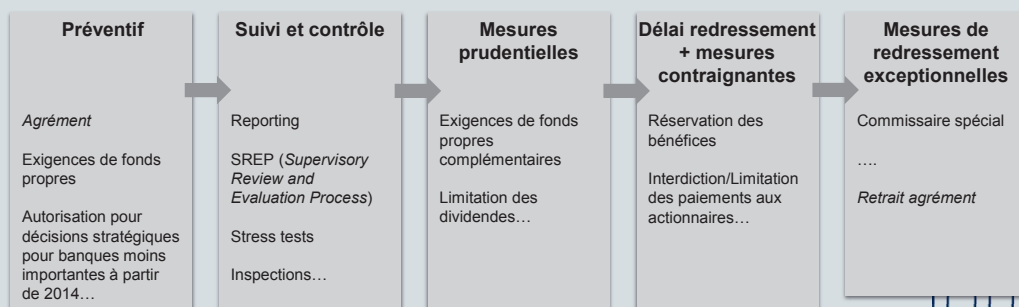 Préventif
Agrément
Exigences de fonds
propres
Autorisation pour
décisions stratégiques
pour banques moins
importantes à partir
de 2014…
Suivi et contrôle
Reporting
SREP (Supervisory
Review and
Evaluation Process)
Stress tests
Inspections…
Mesures
prudentielles
Exigences de fonds
propres
complémentaires
Limitation des
dividendes…
Délai redressement
+ mesures
contraignantes
Réservation des
bénéfices
Interdiction/Limitation
des paiements aux
actionnaires…
Mesures de
redressement
exceptionnelles
Commissaire spécial
….
Retrait agrément